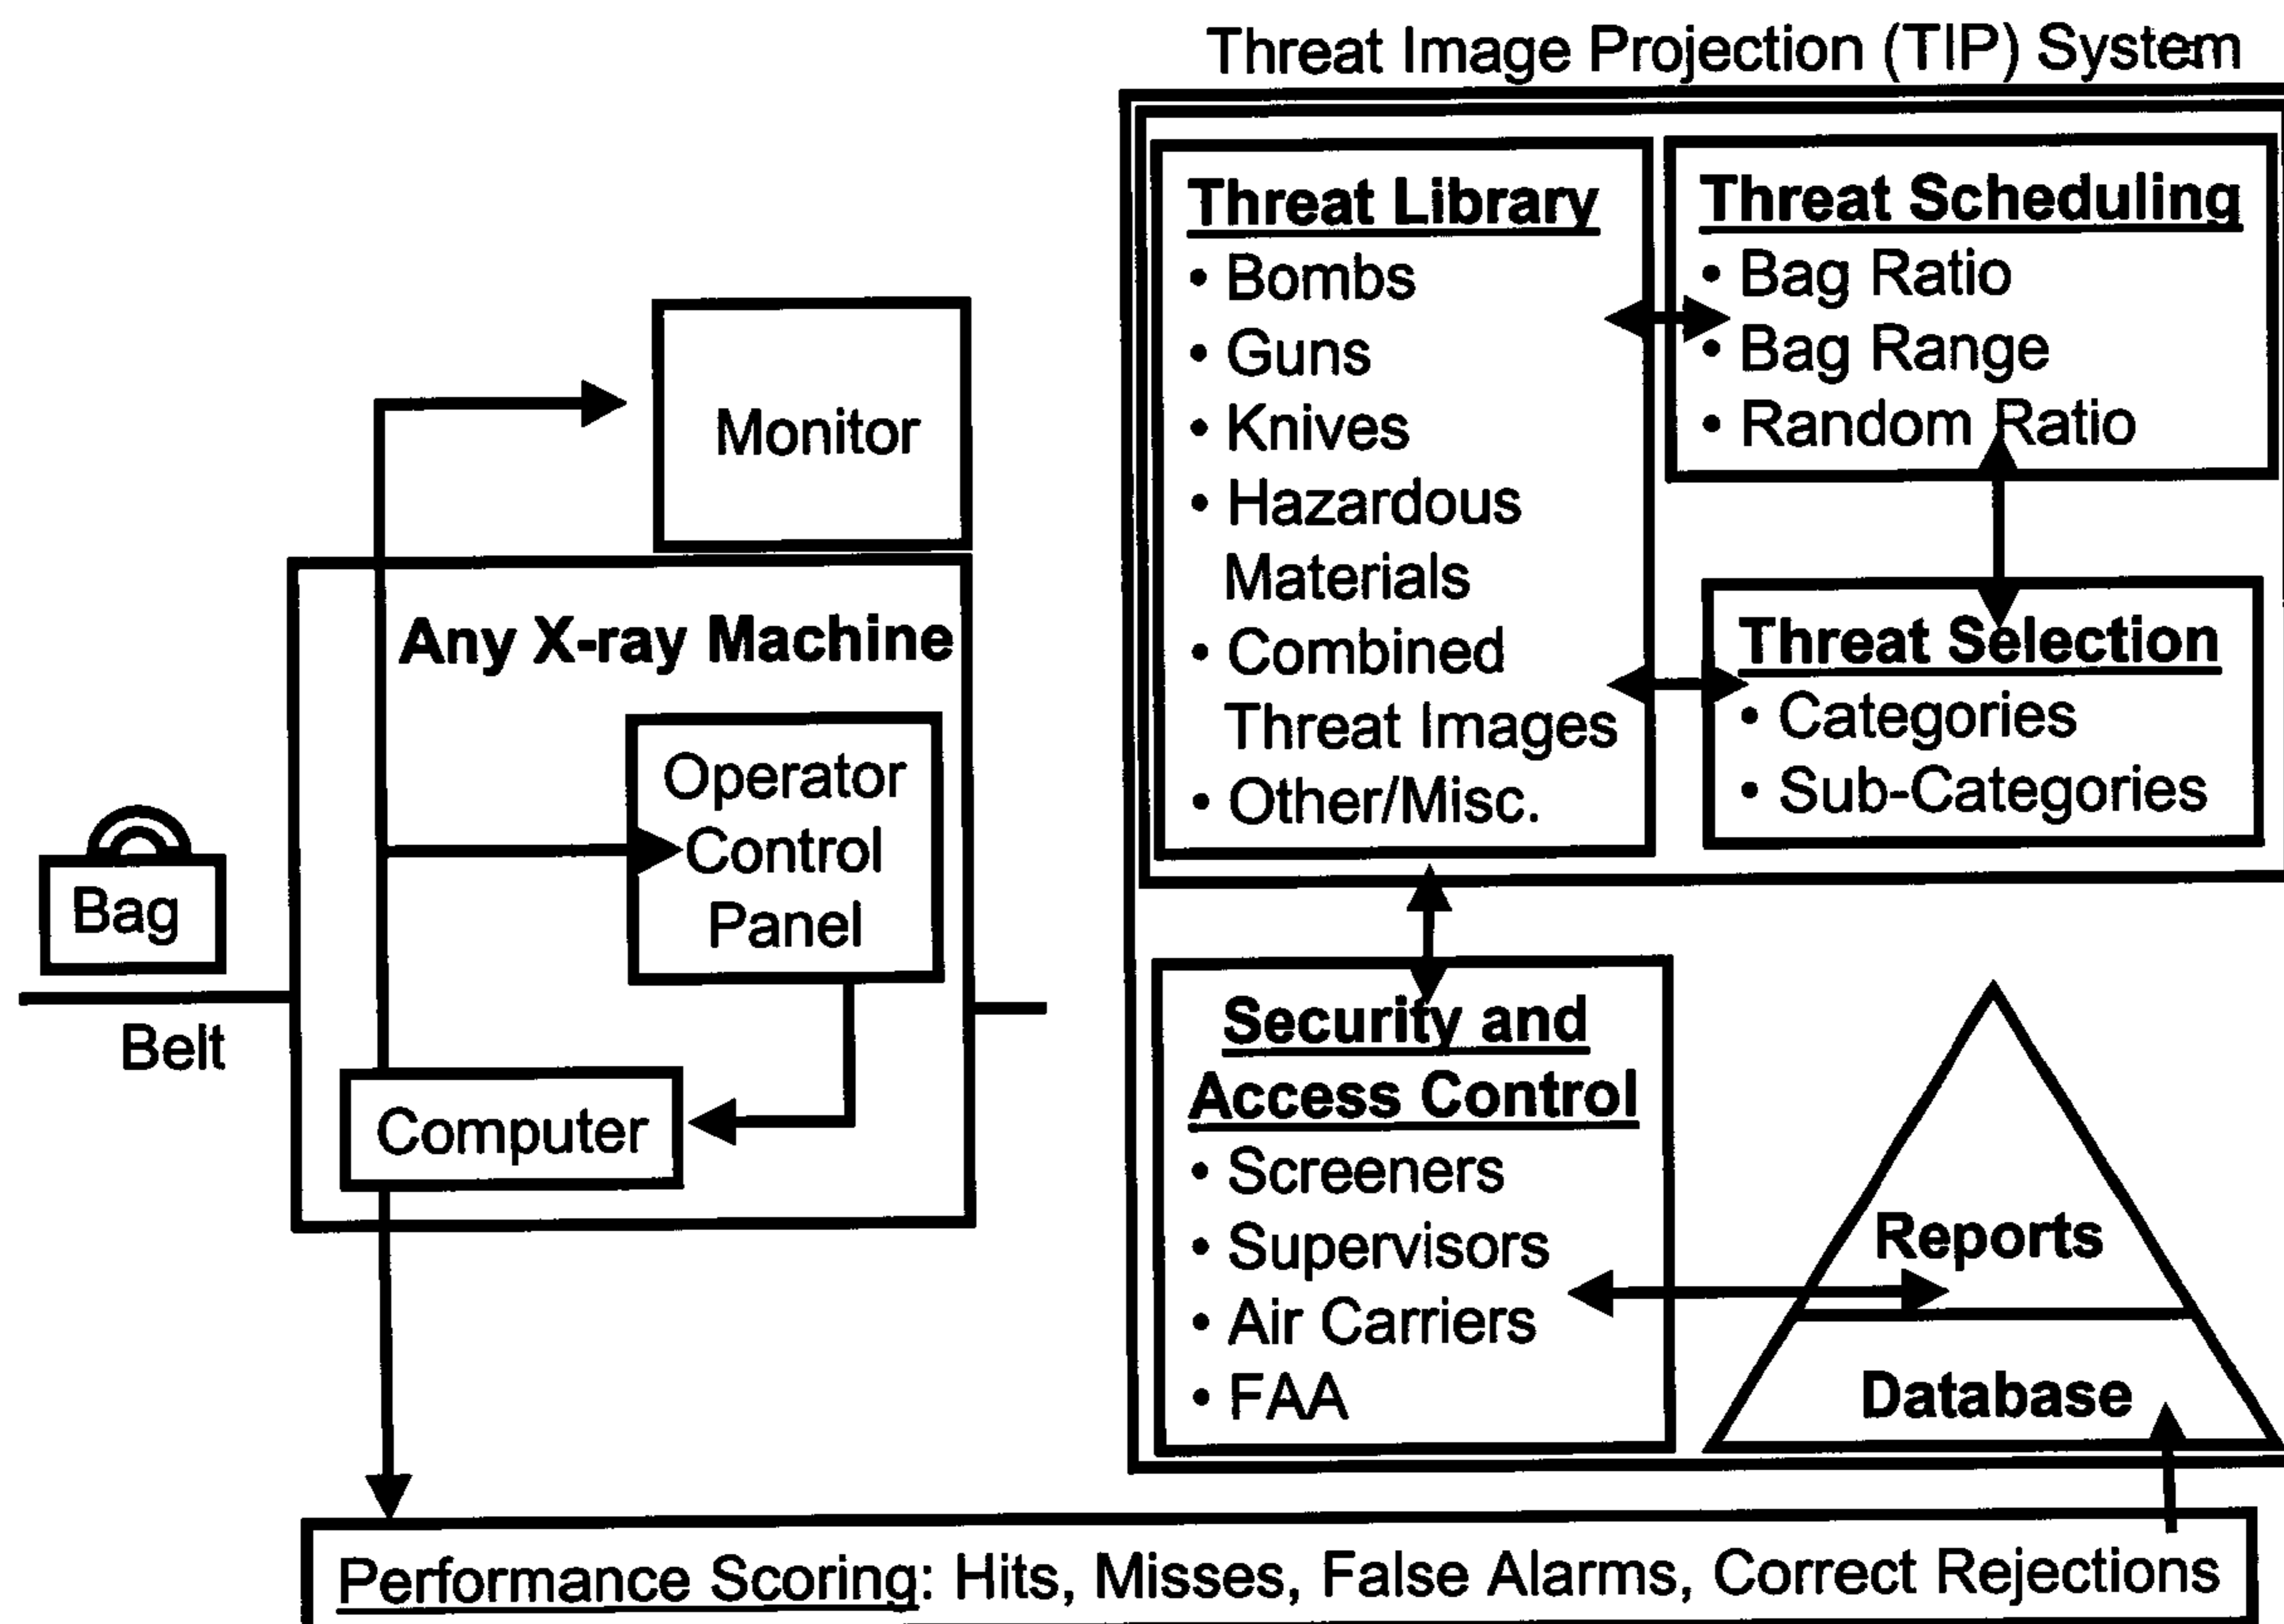 Threat Image Projection (TIP) System
Threat Library
• Bombs
• Guns
• Knives
• Hazardous
Materials
• Combined
Threat Images
• Other/Misc.
Threat Scheduling
• Bag Ratio
• Bag Range
• Random Ratio
Threat Selection
• Categories
• Sub-Categories
Monitor
Any X-ray Machine
Operator
Control
Panel
Bag
Belt
Computer
Security and
Access Control
• Screeners
• Supervisors
• Air Carriers
• FAA
Reports
Database
Performance Scoring: Hits, Misses, False Alarms, Correct Rejections